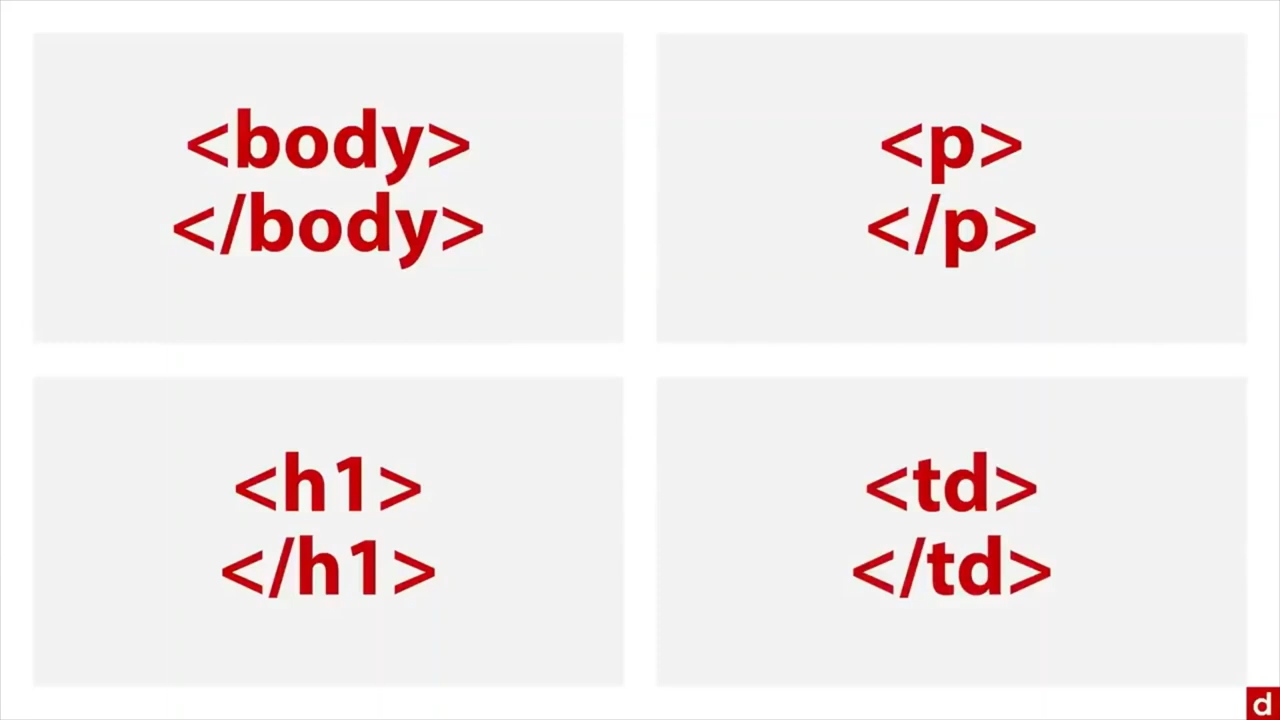 <body>
</body>
<p>
</p>
<h1>
</h1>
<td>
</td>
d